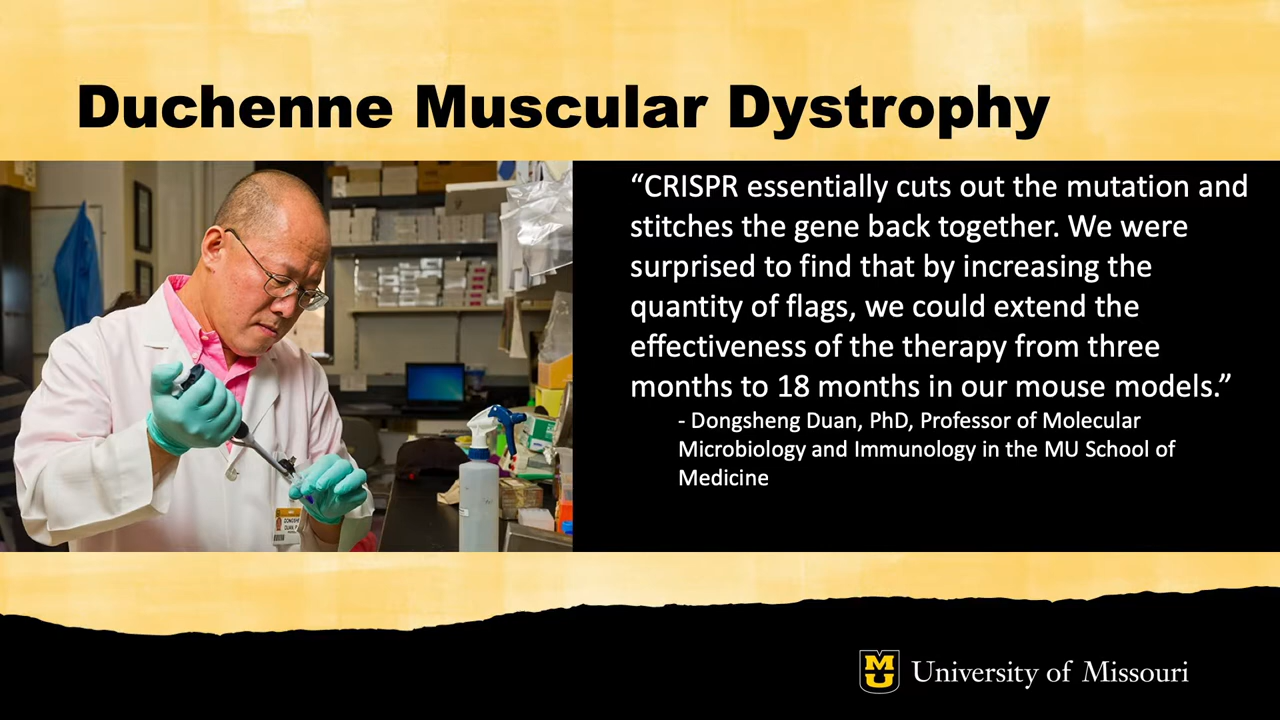 Duchenne Muscular Dystrophy
“CRISPR essentially cuts out the mutation and
stitches the gene back together. We were
surprised to find that by increasing the
quantity of flags, we could extend the
effectiveness of the therapy from three
months to 18 months in our mouse models.”
- Dongsheng Duan, PhD, Professor of Molecular
Microbiology and Immunology in the MU School of
Medicine
MU
University of Missouri